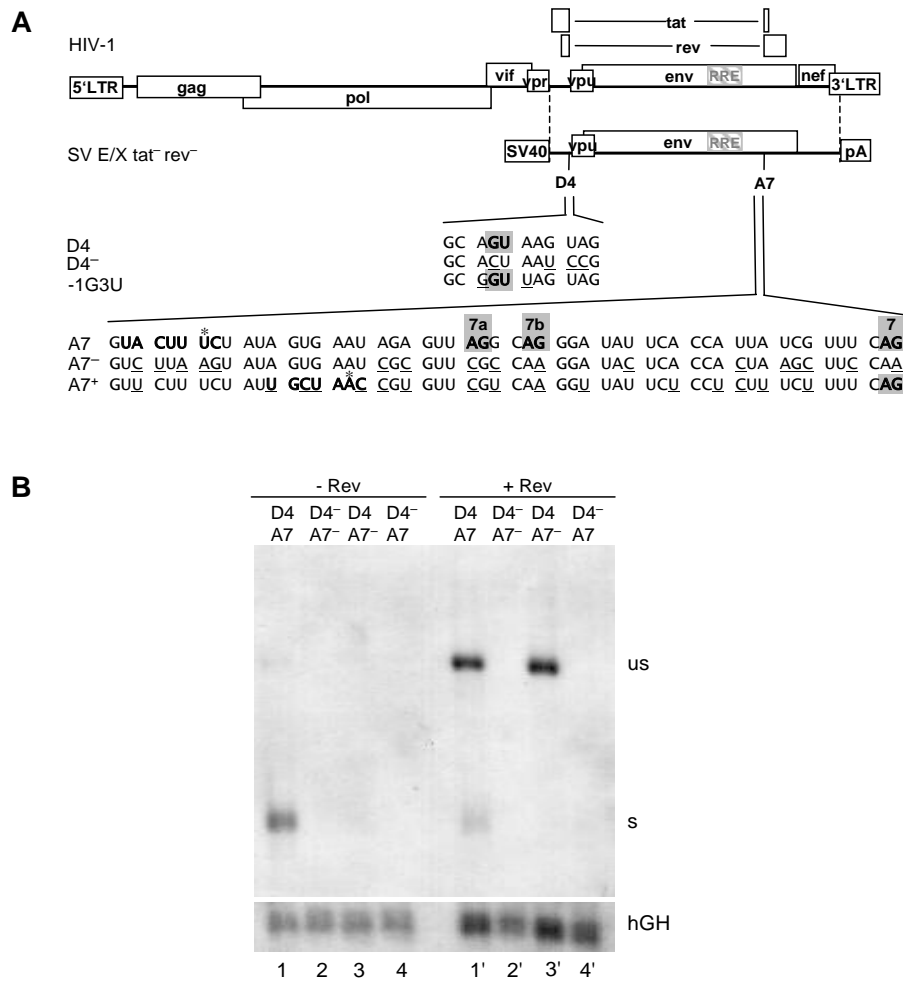 A
HIV-1
tat
rev
5‘LTR gag pol vif vpr vpu env RRE nef 3‘LTR
SV E/X tat⁻ rev⁻
SV40 vpu env RRE pA
D4 A7
D4 GC AGU AAG UAG
D4⁻ GC ACU AAU CCG
-1G3U GC GGU UAG UAG
* 7a 7b 7
A7 GUA CUU UCU AUA GUG AAU AGA GUU AGG CAG GGA UAC UCA CCA UUA UCG UUU CAG
*
A7⁻ GUC UUA AGU AUA GUG AAU CGC GUU CGC CAA GGA UAC UCA CCU AUA AGC UUC CAA
A7⁺ GUU CUU UCU AUU GCU AAC CGU GUU CGU CAA GGU UAU UCA CCU CUU UCU UUU CAG
B
- Rev + Rev
D4 D4⁻ D4 D4⁻ D4 D4⁻ D4 D4⁻
A7 A7⁻ A7⁻ A7 A7 A7⁻ A7⁻ A7
us
s
hGH
1 2 3 4 1' 2' 3' 4'